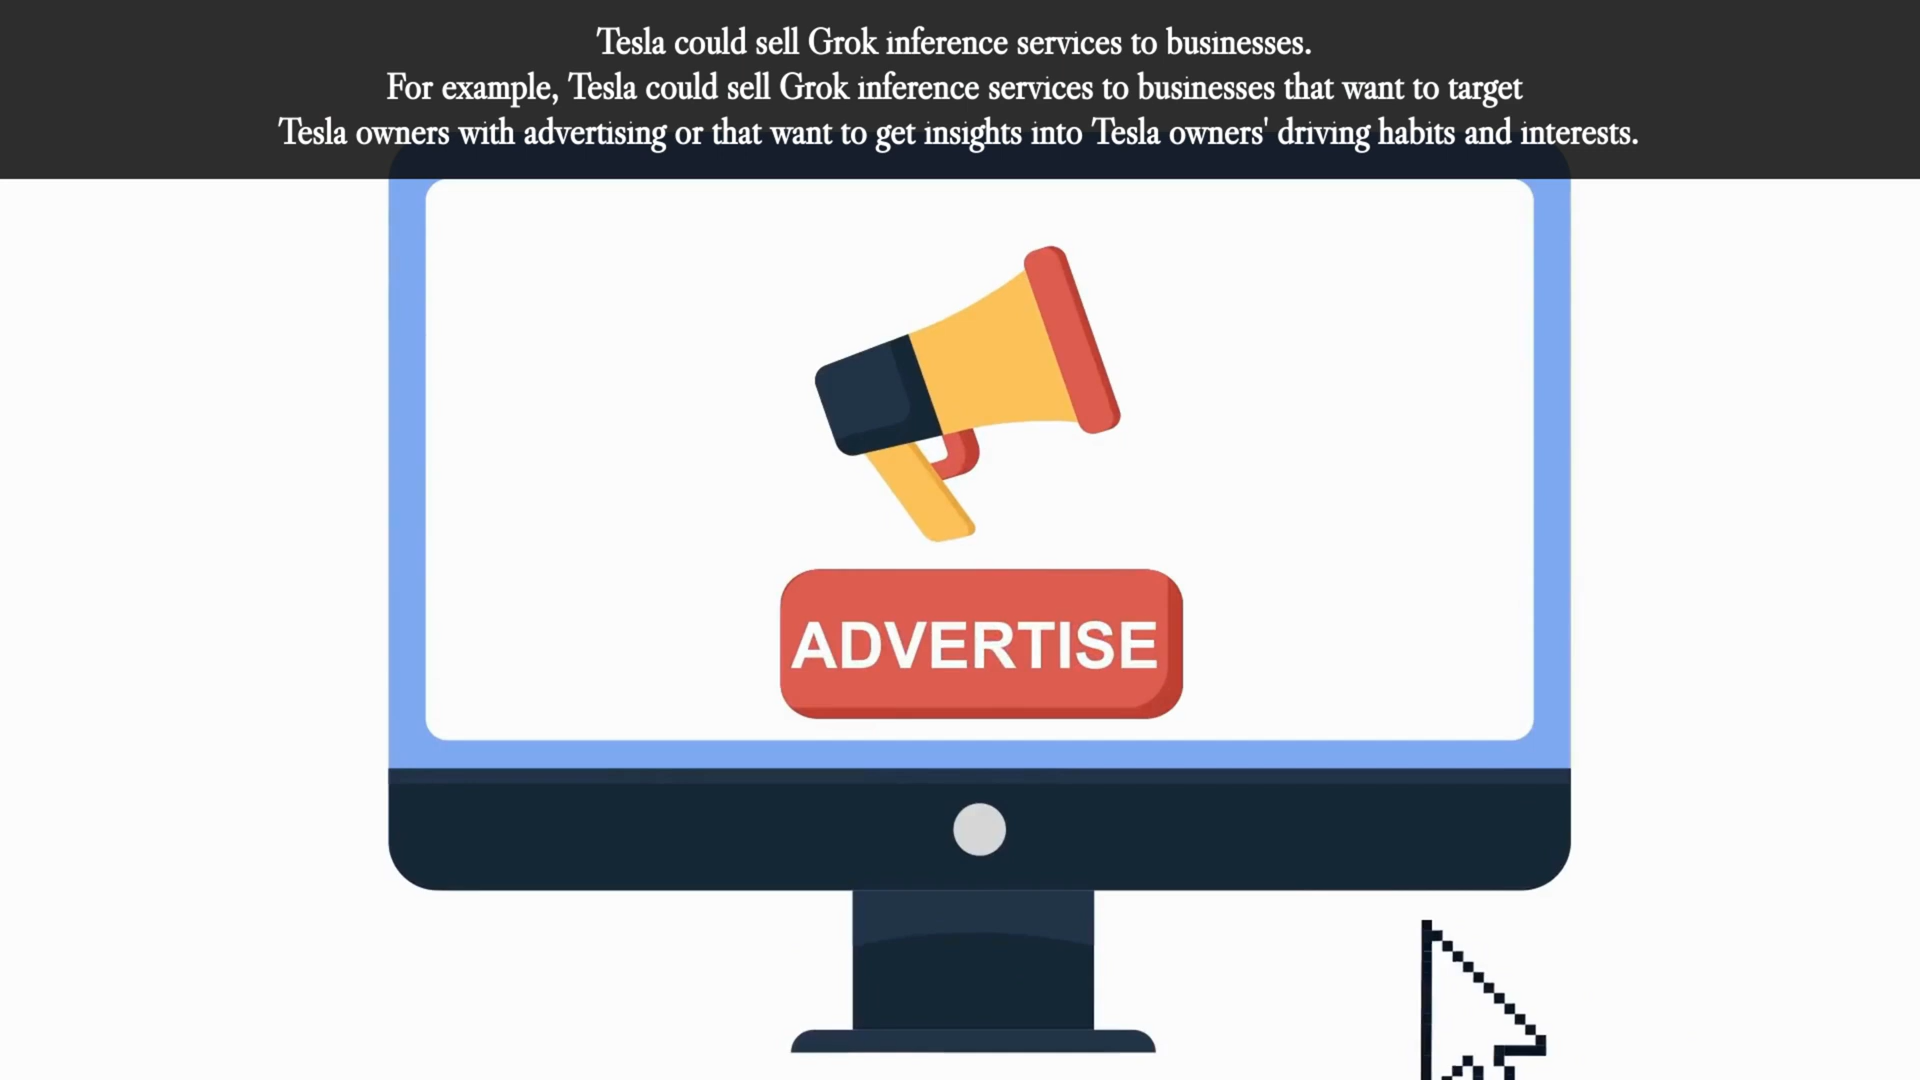 Tesla could sell Grok inference services to businesses.
For example, Tesla could sell Grok inference services to businesses that want to target
Tesla owners with advertising or that want to get insights into Tesla owners' driving habits and interests.
ADVERTISE